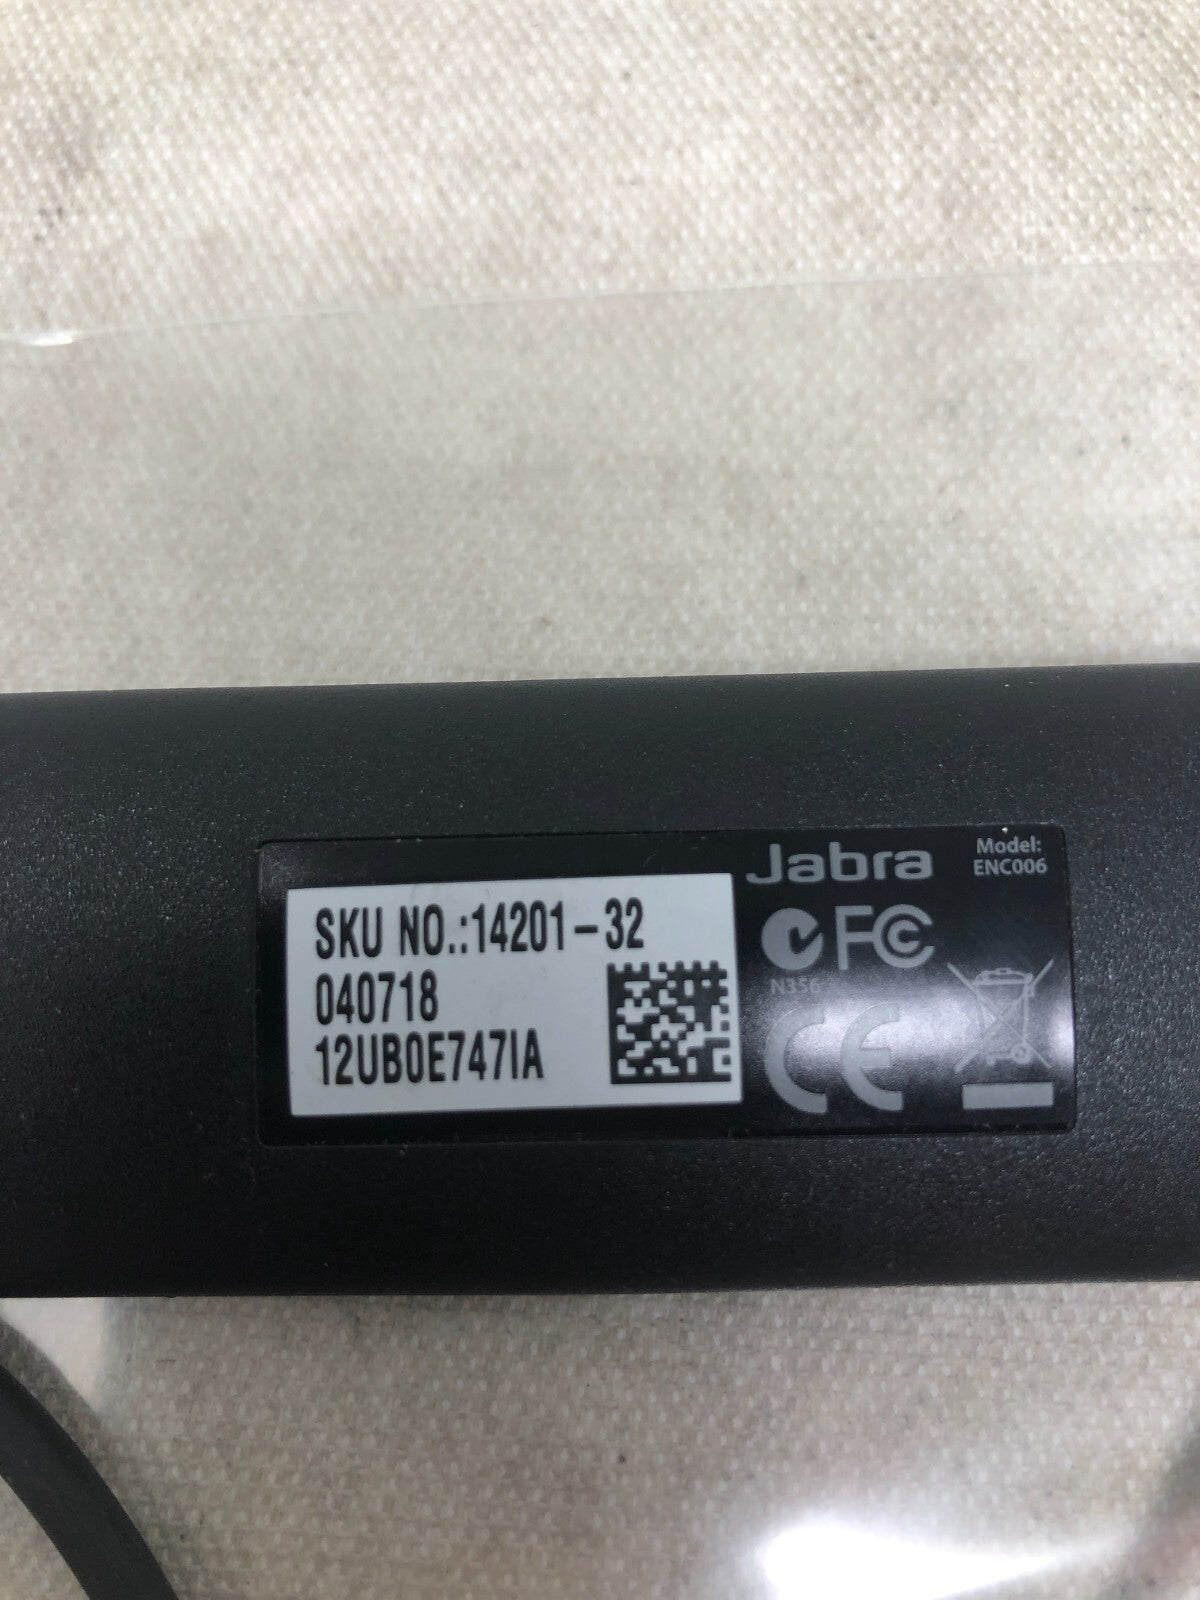 Jabra
Model:
ENC006
SKU NO.:14201-32
040718
12UB0E747IA
FC
N356
CE